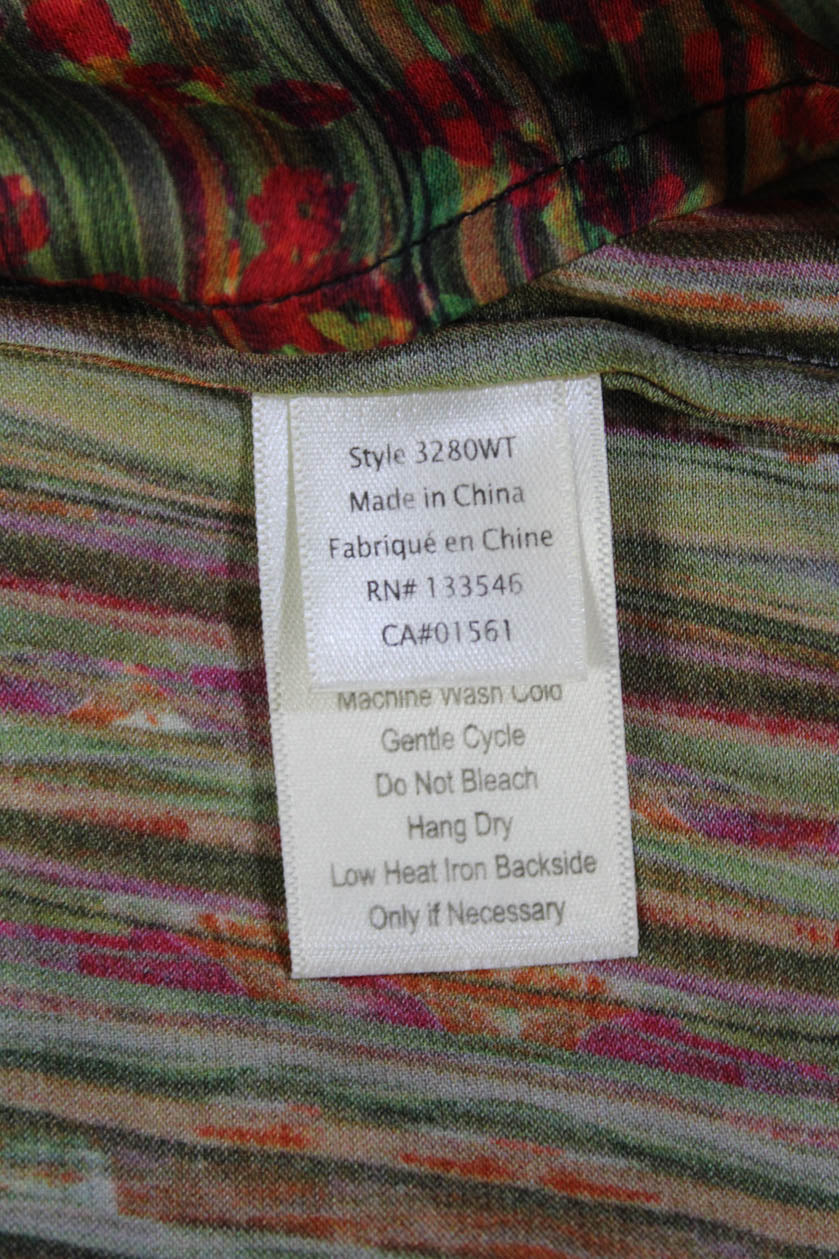 Style 3280WT
Made in China
Fabriqué en Chine
RN# 133546
CA#01561
Machine Wash Cold
Gentle Cycle
Do Not Bleach
Hang Dry
Low Heat Iron Backside
Only if Necessary